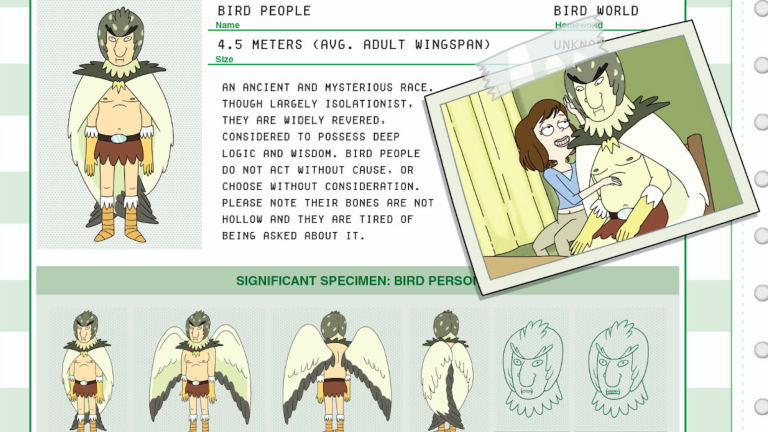 BIRD PEOPLE
Name
BIRD WORLD
Homeworld
4.5 METERS (AVG. ADULT WINGSPAN)
Size
UNKNO
AN ANCIENT AND MYSTERIOUS RACE.
THOUGH LARGELY ISOLATIONIST,
THEY ARE WIDELY REVERED,
CONSIDERED TO POSSESS DEEP
LOGIC AND WISDOM. BIRD PEOPLE
DO NOT ACT WITHOUT CAUSE, OR
CHOOSE WITHOUT CONSIDERATION.
PLEASE NOTE THEIR BONES ARE NOT
HOLLOW AND THEY ARE TIRED OF
BEING ASKED ABOUT IT.
SIGNIFICANT SPECIMEN: BIRD PERSO